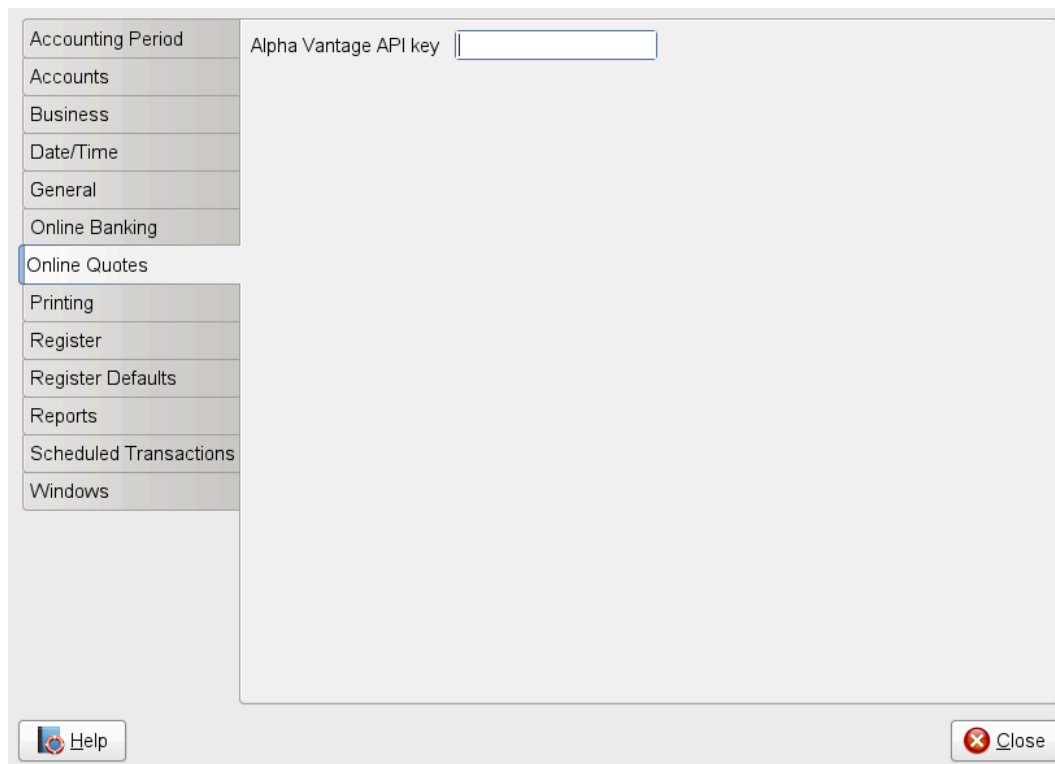 Accounting Period
Alpha Vantage API key
Accounts
Business
Date/Time
General
Online Banking
Online Quotes
Printing
Register
Register Defaults
Reports
Scheduled Transactions
Windows
Help
Close